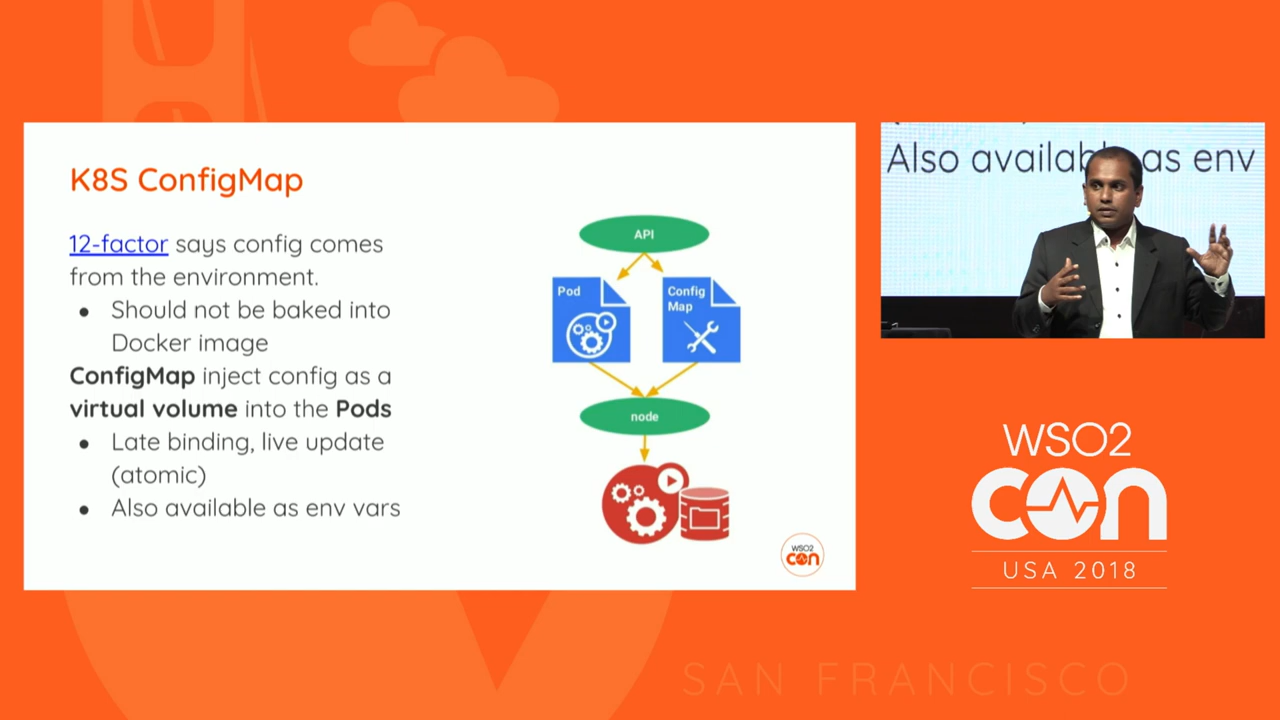 K8S ConfigMap
12-factor says config comes
from the environment.
● Should not be baked into
Docker image
ConfigMap inject config as a
virtual volume into the Pods
● Late binding, live update
(atomic)
● Also available as env vars
API
Pod
Config
Map
node
WSO2
con
Also available as env
WSO2
con
USA 2018
SAN FRANCISCO